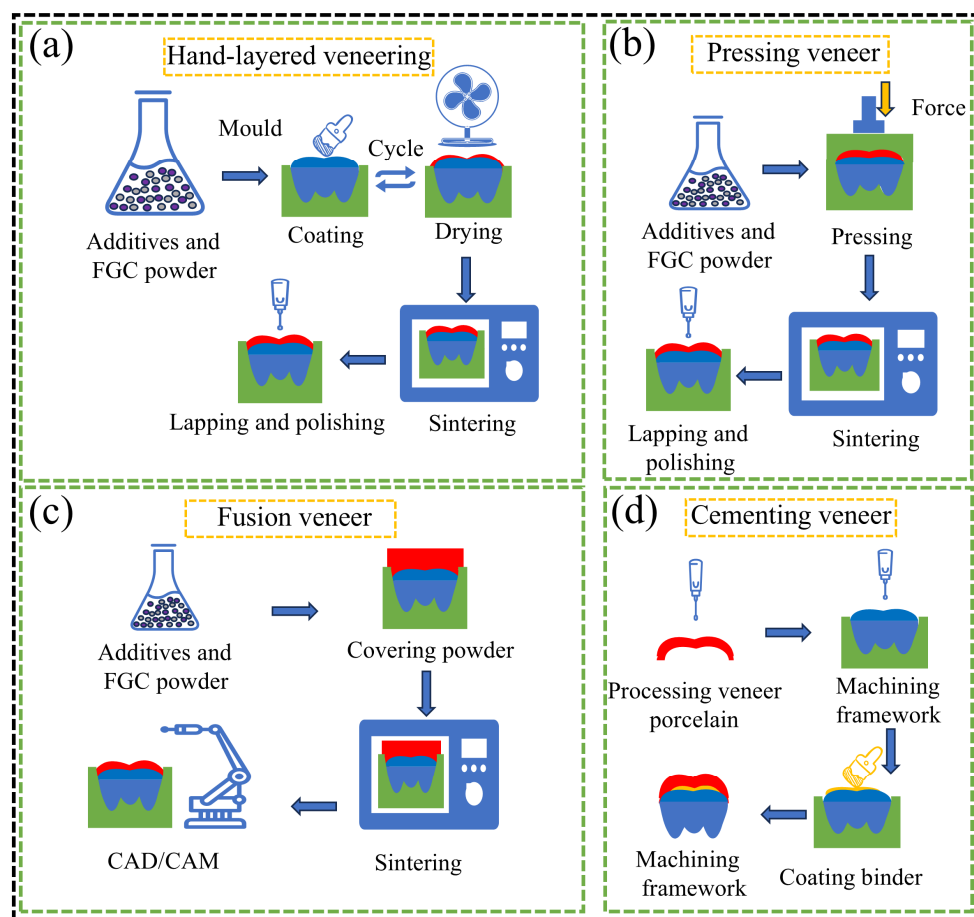 (a)
Hand-layered veneering
Mould
Cycle
Additives and
FGC powder
Coating
Drying
Lapping and polishing
Sintering
(b)
Pressing veneer
Force
Additives and
FGC powder
Pressing
Lapping and
polishing
Sintering
(c)
Fusion veneer
Additives and
FGC powder
Covering powder
CAD/CAM
Sintering
(d)
Cementing veneer
Processing veneer
porcelain
Machining
framework
Machining
framework
Coating binder